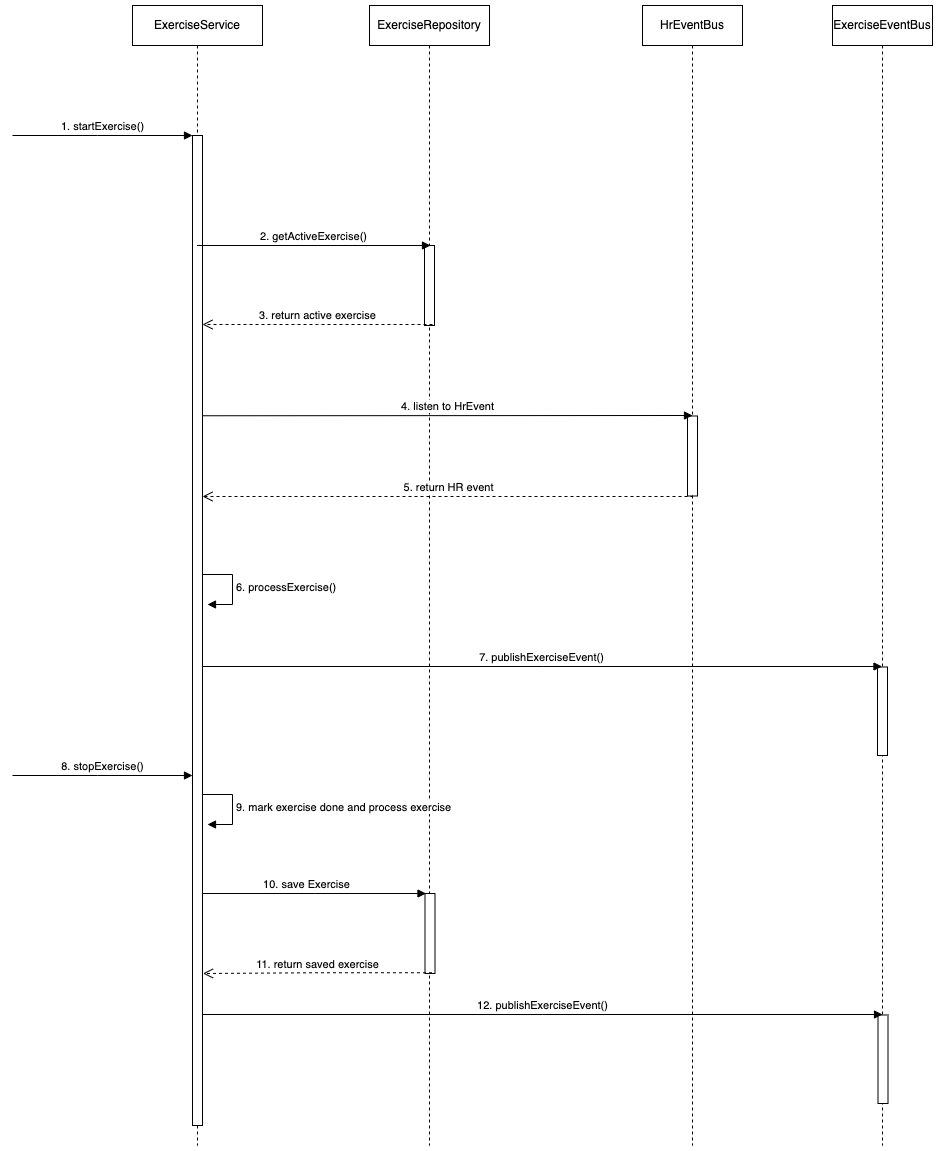 ExerciseService
ExerciseRepository
HrEventBus
ExerciseEventBus
1. startExercise()
2. getActiveExercise()
3. return active exercise
4. listen to HrEvent
5. return HR event
6. processExercise()
7. publishExerciseEvent()
8. stopExercise()
9. mark exercise done and process exercise
10. save Exercise
11. return saved exercise
12. publishExerciseEvent()